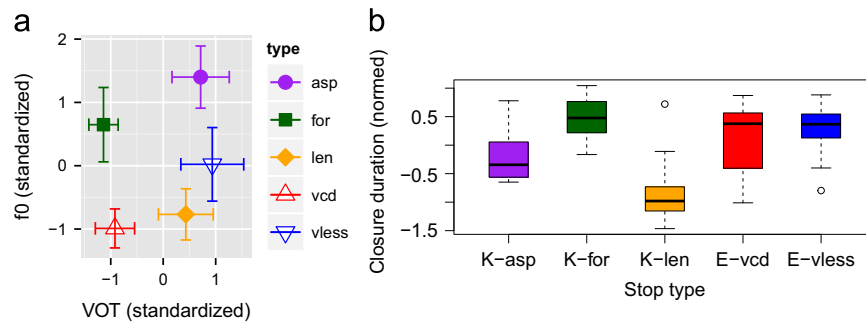 a
f0 (standardized)
2
1
0
−1
−1 0 1
VOT (standardized)
type
asp
for
len
vcd
vless
b
Closure duration (normed)
0.5
−0.5
−1.5
K−asp K−for K−len E−vcd E−vless
Stop type